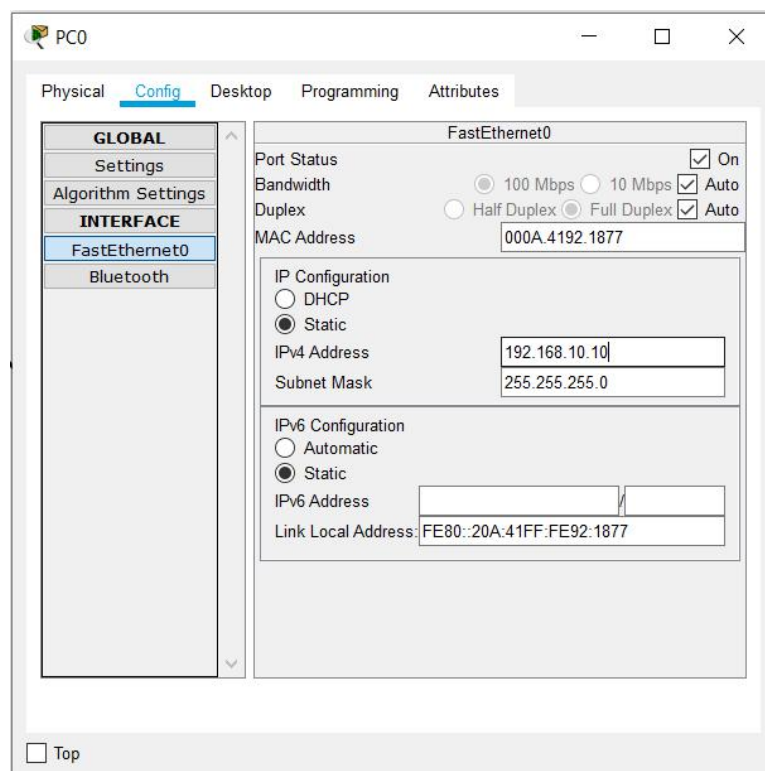 PC0
Physical Config Desktop Programming Attributes
GLOBAL
Settings
Algorithm Settings
INTERFACE
FastEthernet0
Bluetooth
FastEthernet0
Port Status On
Bandwidth 100 Mbps 10 Mbps Auto
Duplex Half Duplex Full Duplex Auto
MAC Address 000A.4192.1877
IP Configuration
DHCP
Static
IPv4 Address 192.168.10.10
Subnet Mask 255.255.255.0
IPv6 Configuration
Automatic
Static
IPv6 Address /
Link Local Address: FE80::20A:41FF:FE92:1877
Top